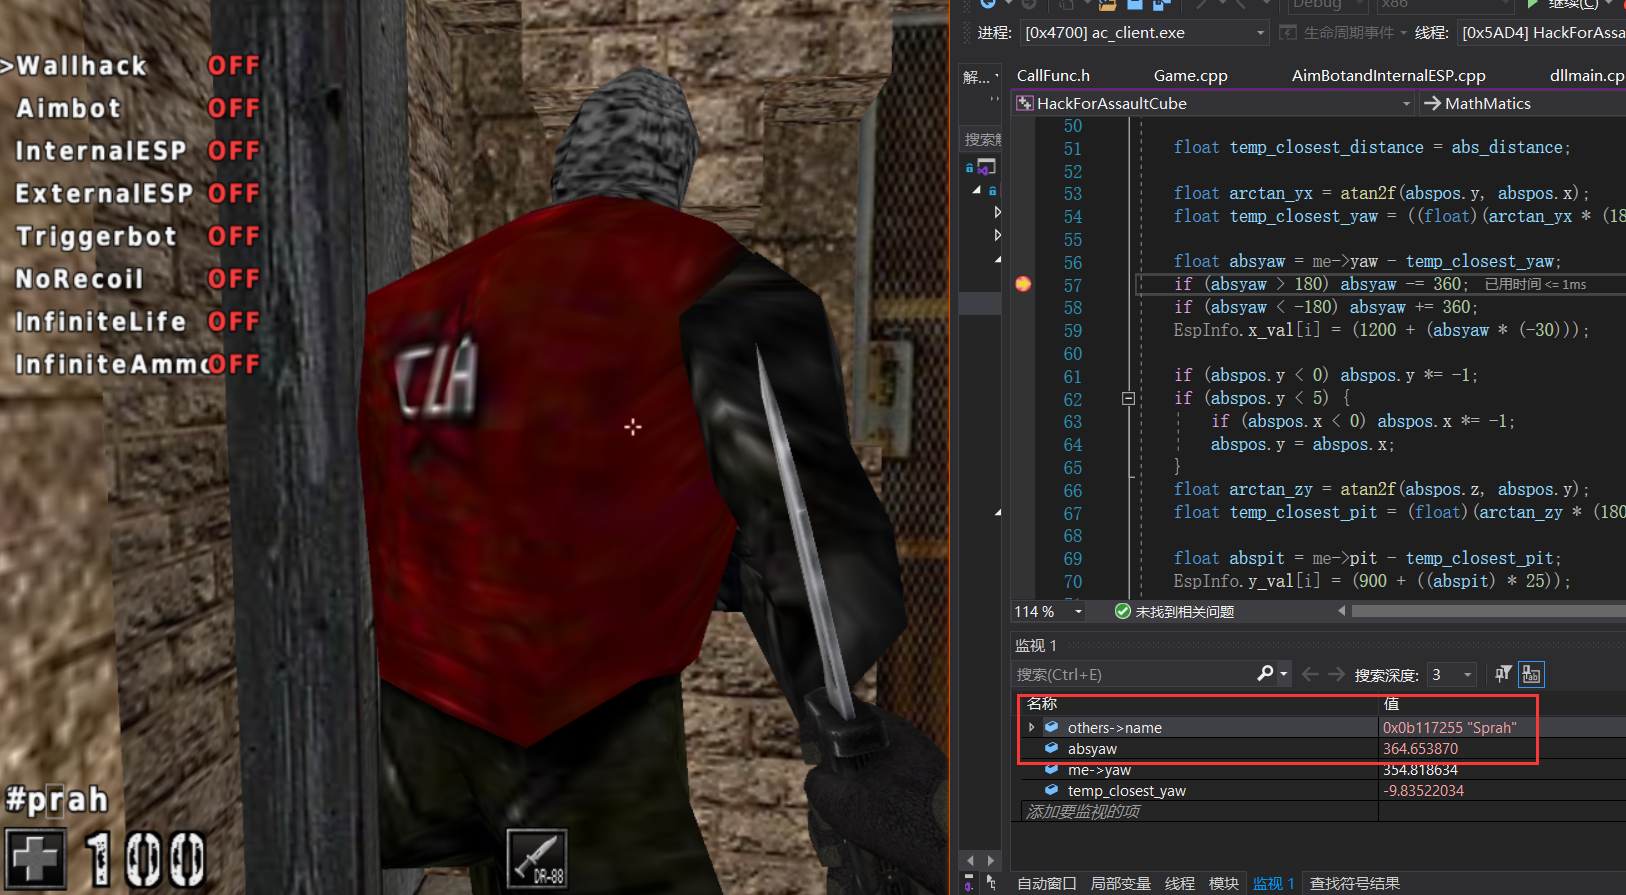 >Wallhack OFF
Aimbot OFF
InternalESP OFF
ExternalESP OFF
Triggerbot OFF
NoRecoil OFF
InfiniteLife OFF
InfiniteAmmo OFF
CIA
#prah
100
DR-88
Debug x86 继续(C)
进程: [0x4700] ac_client.exe 生命周期事件 线程: [0x5AD4] HackForAssa
解...
CallFunc.h Game.cpp AimBotandInternalESP.cpp dllmain.cp
HackForAssaultCube MathMatics
搜索解
50
51 float temp_closest_distance = abs_distance;
52
53 float arctan_yx = atan2f(abspos.y, abspos.x);
54 float temp_closest_yaw = ((float)(arctan_yx * (18
55
56 float absyaw = me->yaw - temp_closest_yaw;
57 if (absyaw > 180) absyaw -= 360; 已用时间 <= 1ms
58 if (absyaw < -180) absyaw += 360;
59 EspInfo.x_val[i] = (1200 + (absyaw * (-30)));
60
61 if (abspos.y < 0) abspos.y *= -1;
62 if (abspos.y < 5) {
63 if (abspos.x < 0) abspos.x *= -1;
64 abspos.y = abspos.x;
65 }
66 float arctan_zy = atan2f(abspos.z, abspos.y);
67 float temp_closest_pit = (float)(arctan_zy * (180
68
69 float abspit = me->pit - temp_closest_pit;
70 EspInfo.y_val[i] = (900 + ((abspit) * 25));
114 % 未找到相关问题
监视 1
搜索(Ctrl+E) 搜索深度: 3
名称 值
others->name 0x0b117255 "Sprah"
absyaw 364.653870
me->yaw 354.818634
temp_closest_yaw -9.83522034
添加要监视的项
自动窗口 局部变量 线程 模块 监视 1 查找符号结果